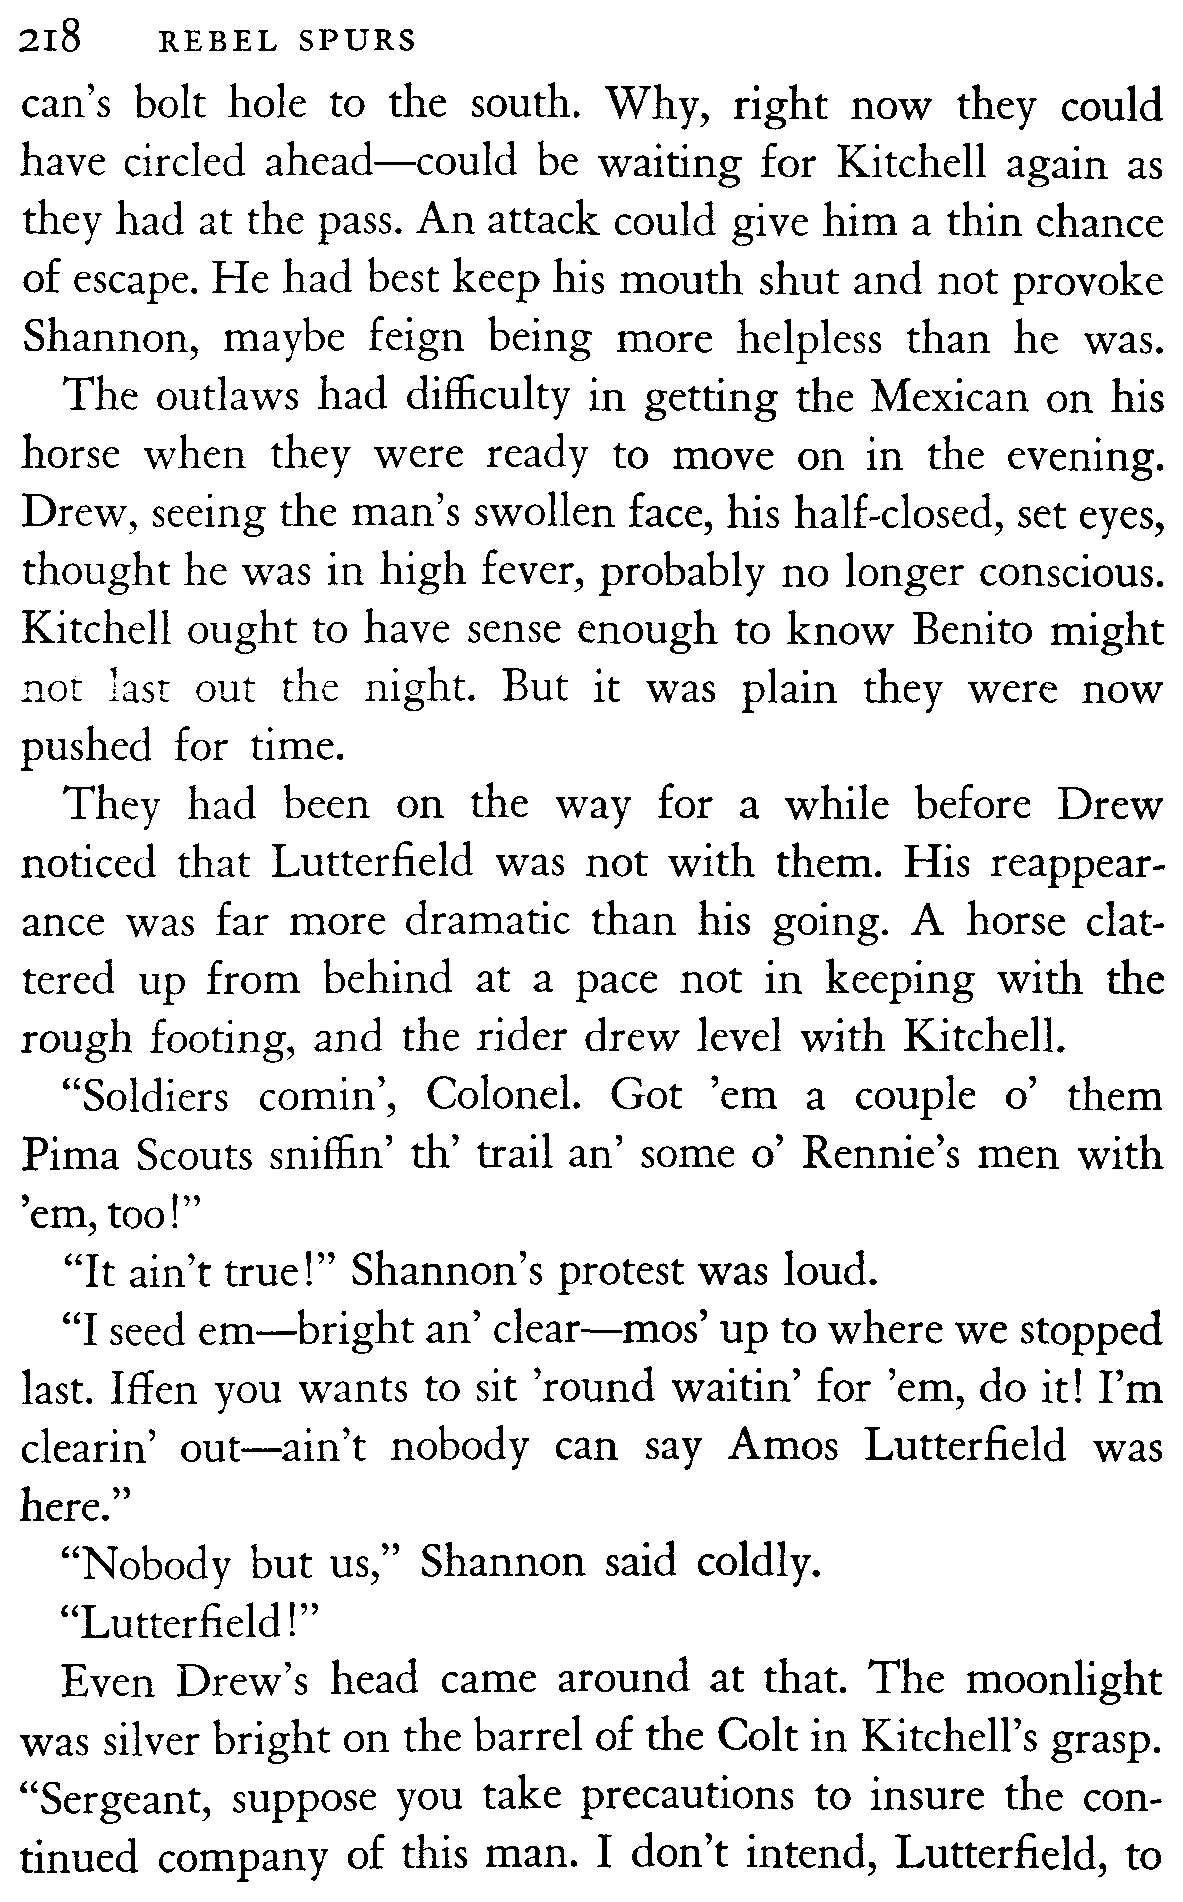 218 REBEL SPURS
can's bolt hole to the south. Why, right now they could
have circled ahead—could be waiting for Kitchell again as
they had at the pass. An attack could give him a thin chance
of escape. He had best keep his mouth shut and not provoke
Shannon, maybe feign being more helpless than he was.
The outlaws had difficulty in getting the Mexican on his
horse when they were ready to move on in the evening.
Drew, seeing the man's swollen face, his half-closed, set eyes,
thought he was in high fever, probably no longer conscious.
Kitchell ought to have sense enough to know Benito might
not last out the night. But it was plain they were now
pushed for time.
They had been on the way for a while before Drew
noticed that Lutterfield was not with them. His reappear-
ance was far more dramatic than his going. A horse clat-
tered up from behind at a pace not in keeping with the
rough footing, and the rider drew level with Kitchell.
“Soldiers comin’, Colonel. Got ’em a couple o’ them
Pima Scouts sniffin’ th’ trail an’ some o’ Rennie’s men with
’em, too!”
“It ain’t true!” Shannon’s protest was loud.
“I seed em—bright an’ clear—mos’ up to where we stopped
last. Iffen you wants to sit ’round waitin’ for ’em, do it! I’m
clearin’ out—ain’t nobody can say Amos Lutterfield was
here.”
“Nobody but us,” Shannon said coldly.
“Lutterfield!”
Even Drew’s head came around at that. The moonlight
was silver bright on the barrel of the Colt in Kitchell’s grasp.
“Sergeant, suppose you take precautions to insure the con-
tinued company of this man. I don’t intend, Lutterfield, to